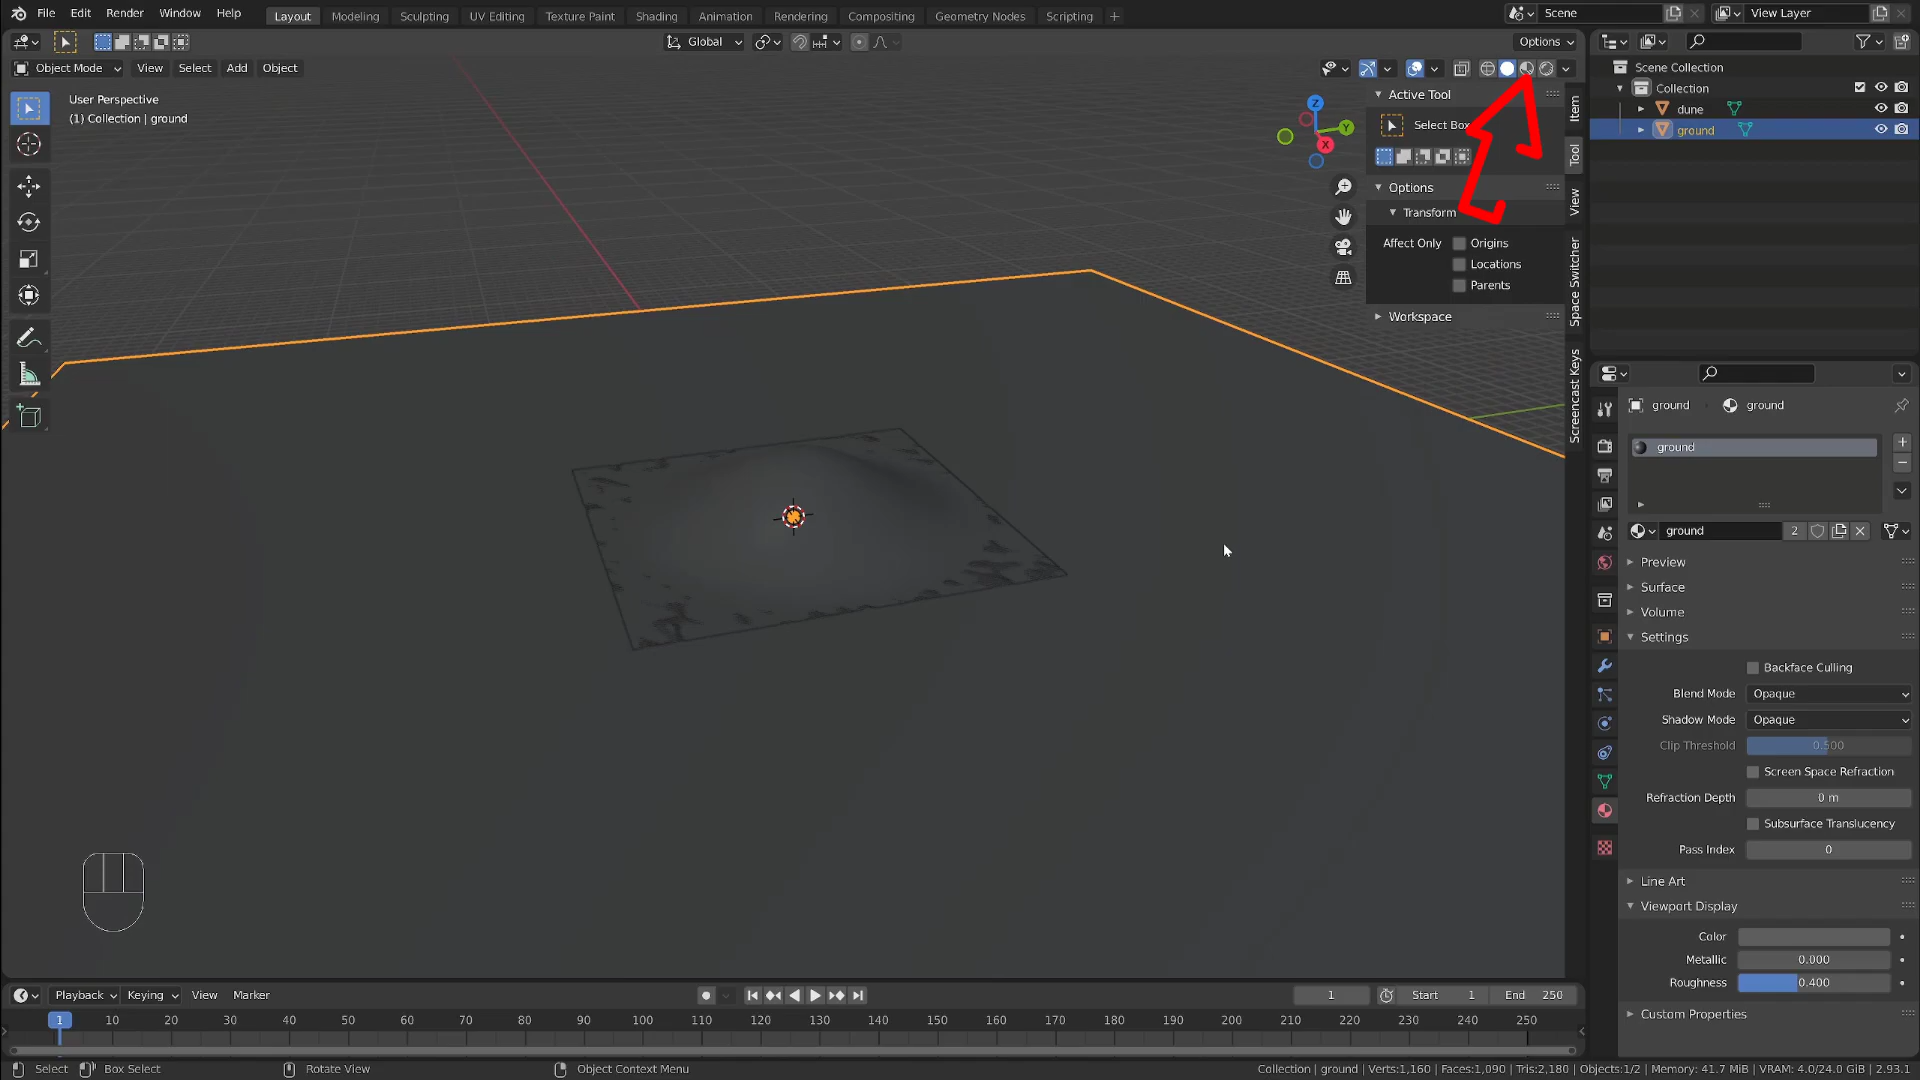 File Edit Render Window Help Layout Modeling Sculpting UV Editing Texture Paint Shading Animation Rendering Compositing Geometry Nodes Scripting + Scene View Layer
Global Options
Object Mode View Select Add Object
User Perspective
(1) Collection | ground
Z
Y
X
Active Tool
Select Box
Options
Transform
Affect Only Origins
Locations
Parents
Workspace
Item
Tool
View
Space Switcher
Screencast Keys
Scene Collection
Collection
dune
ground
ground ground
ground
ground 2
Preview
Surface
Volume
Settings
Backface Culling
Blend Mode Opaque
Shadow Mode Opaque
Clip Threshold 0.500
Screen Space Refraction
Refraction Depth 0 m
Subsurface Translucency
Pass Index 0
Line Art
Viewport Display
Color
Metallic 0.000
Roughness 0.400
Custom Properties
Playback Keying View Marker 1 Start 1 End 250
1 10 20 30 40 50 60 70 80 90 100 110 120 130 140 150 160 170 180 190 200 210 220 230 240 250
Select Box Select Rotate View Object Context Menu Collection | ground | Verts:1,160 | Faces:1,090 | Tris:2,180 | Objects:1/2 | Memory: 41.7 MiB | VRAM: 4.0/24.0 GiB | 2.93.1